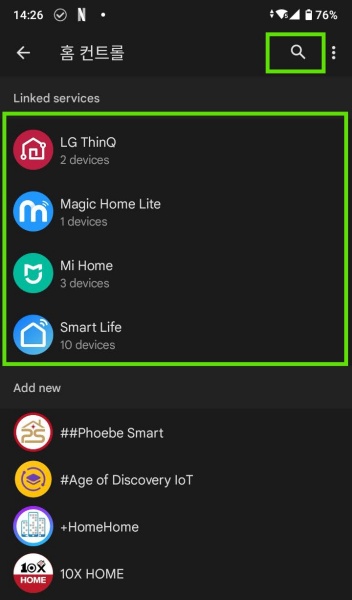 14:26 N 76%
홈 컨트롤
Linked services
LG ThinQ
2 devices
Magic Home Lite
1 devices
Mi Home
3 devices
Smart Life
10 devices
Add new
##Phoebe Smart
#Age of Discovery IoT
+HomeHome
10X HOME
10X
HOME